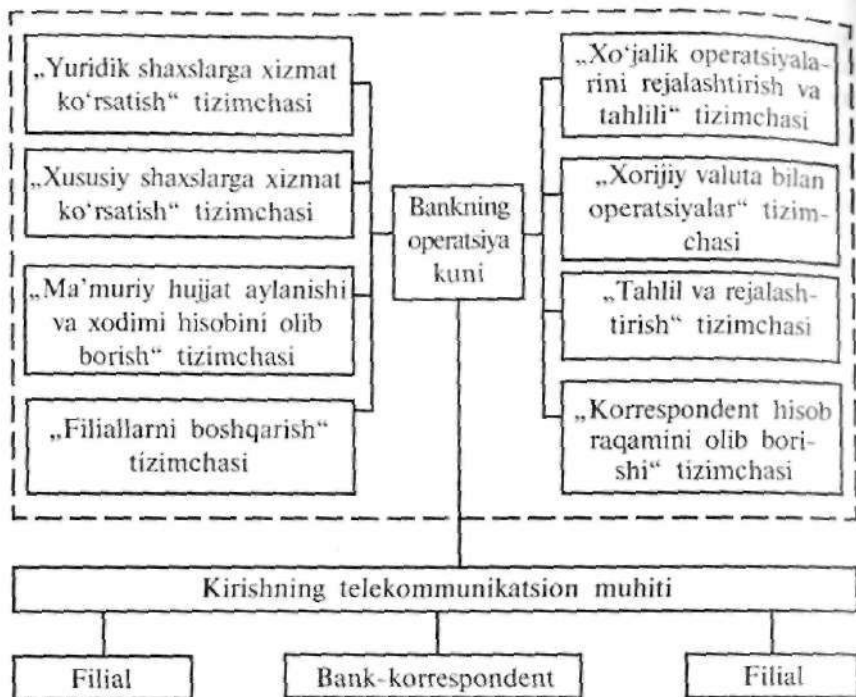 „Yuridik shaxslarga xizmat
ko‘rsatish“ tizimchasi
„Xususiy shaxslarga xizmat
ko‘rsatish“ tizimchasi
„Ma’muriy hujjat aylanishi
va xodimi hisobini olib
borish“ tizimchasi
„Filiallarni boshqarish“
tizimchasi
Bankning
operatsiya
kuni
„Xo‘jalik operatsiyala-
rini rejalashtirish va
tahlili“ tizimchasi
„Xorijiy valuta bilan
operatsiyalar“ tizim-
chasi
„Tahlil va rejalash-
tirish“ tizimchasi
„Korrespondent hisob
raqamini olib bori-
shi“ tizimchasi
Kirishning telekommunikatsion muhiti
Filial
Bank-korrespondent
Filial